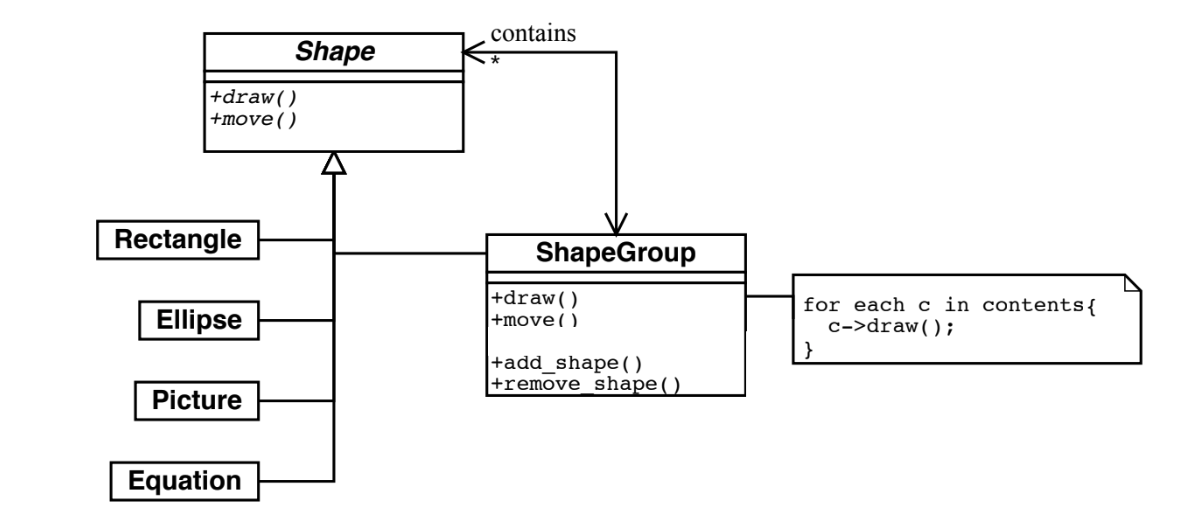 contains
*
Shape
+draw()
+move()
Rectangle
ShapeGroup
+draw()
+move()
+add_shape()
+remove_shape()
for each c in contents{
c->draw();
}
Ellipse
Picture
Equation